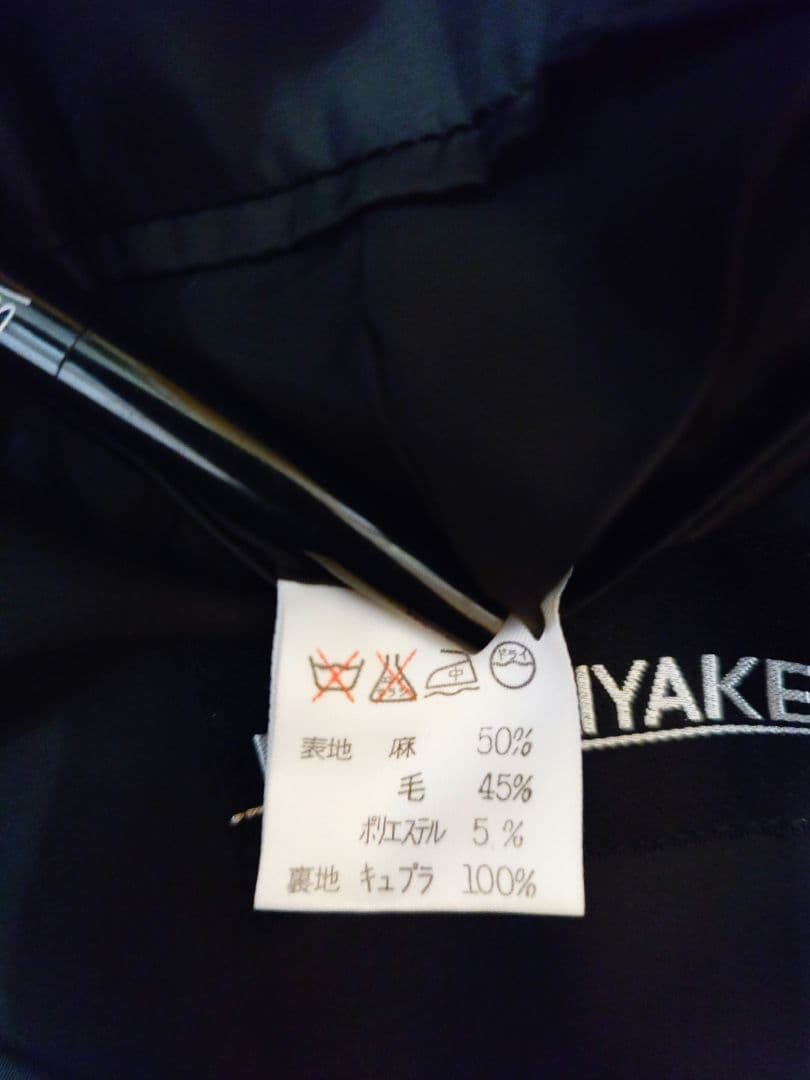 中
ドライ
IYAKE
表地 麻 50%
毛 45%
ポリエステル 5.%
裏地 キュプラ 100%